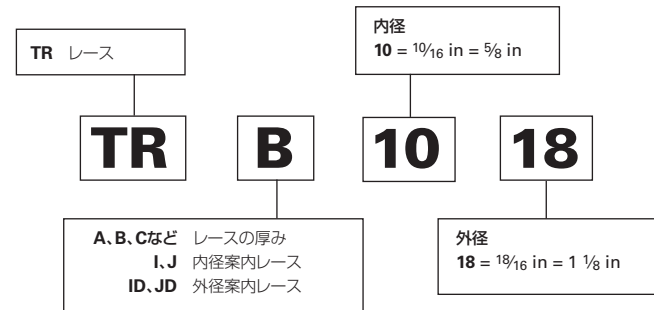 TR レース
内径
10 = 10⁄16 in = 5⁄8 in
TR B 10 18
A、B、Cなど レースの厚み
I、J 内径案内レース
ID、JD 外径案内レース
外径
18 = 18⁄16 in = 1 1⁄8 in